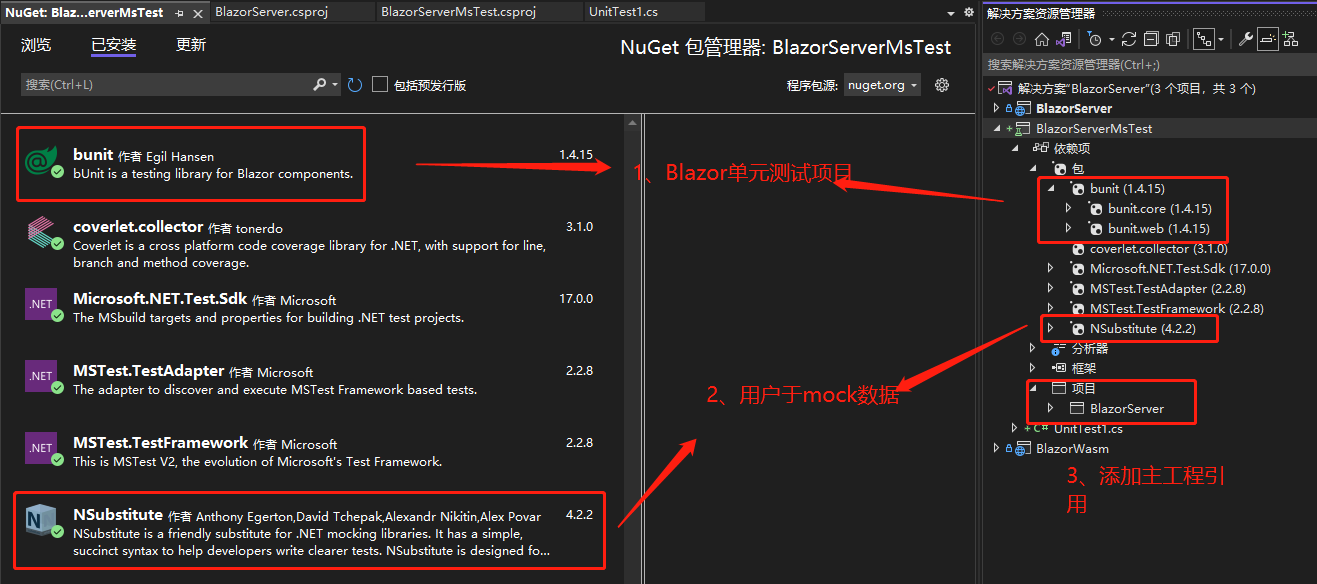 NuGet: Blaz...erverMsTest
BlazorServer.csproj
BlazorServerMsTest.csproj
UnitTest1.cs
浏览
已安装
更新
NuGet 包管理器: BlazorServerMsTest
搜索(Ctrl+L)
包括预发行版
程序包源: nuget.org
bunit 作者 Egil Hansen
1.4.15
bUnit is a testing library for Blazor components.
coverlet.collector 作者 tonerdo
3.1.0
Coverlet is a cross platform code coverage library for .NET, with support for line,
branch and method coverage.
.NET
Microsoft.NET.Test.Sdk 作者 Microsoft
17.0.0
The MSbuild targets and properties for building .NET test projects.
.NET
MSTest.TestAdapter 作者 Microsoft
2.2.8
The adapter to discover and execute MSTest Framework based tests.
.NET
MSTest.TestFramework 作者 Microsoft
2.2.8
This is MSTest V2, the evolution of Microsoft's Test Framework.
N
NSubstitute 作者 Anthony Egerton,David Tchepak,Alexandr Nikitin,Alex Povar
4.2.2
NSubstitute is a friendly substitute for .NET mocking libraries. It has a simple,
succinct syntax to help developers write clearer tests. NSubstitute is designed fo...
1、Blazor单元测试项目
2、用户于mock数据
解决方案资源管理器
搜索解决方案资源管理器(Ctrl+;)
解决方案"BlazorServer"(3 个项目，共 3 个)
BlazorServer
BlazorServerMsTest
依赖项
包
bunit (1.4.15)
bunit.core (1.4.15)
bunit.web (1.4.15)
coverlet.collector (3.1.0)
Microsoft.NET.Test.Sdk (17.0.0)
MSTest.TestAdapter (2.2.8)
MSTest.TestFramework (2.2.8)
NSubstitute (4.2.2)
分析器
框架
项目
BlazorServer
C# UnitTest1.cs
BlazorWasm
3、添加主工程引
用